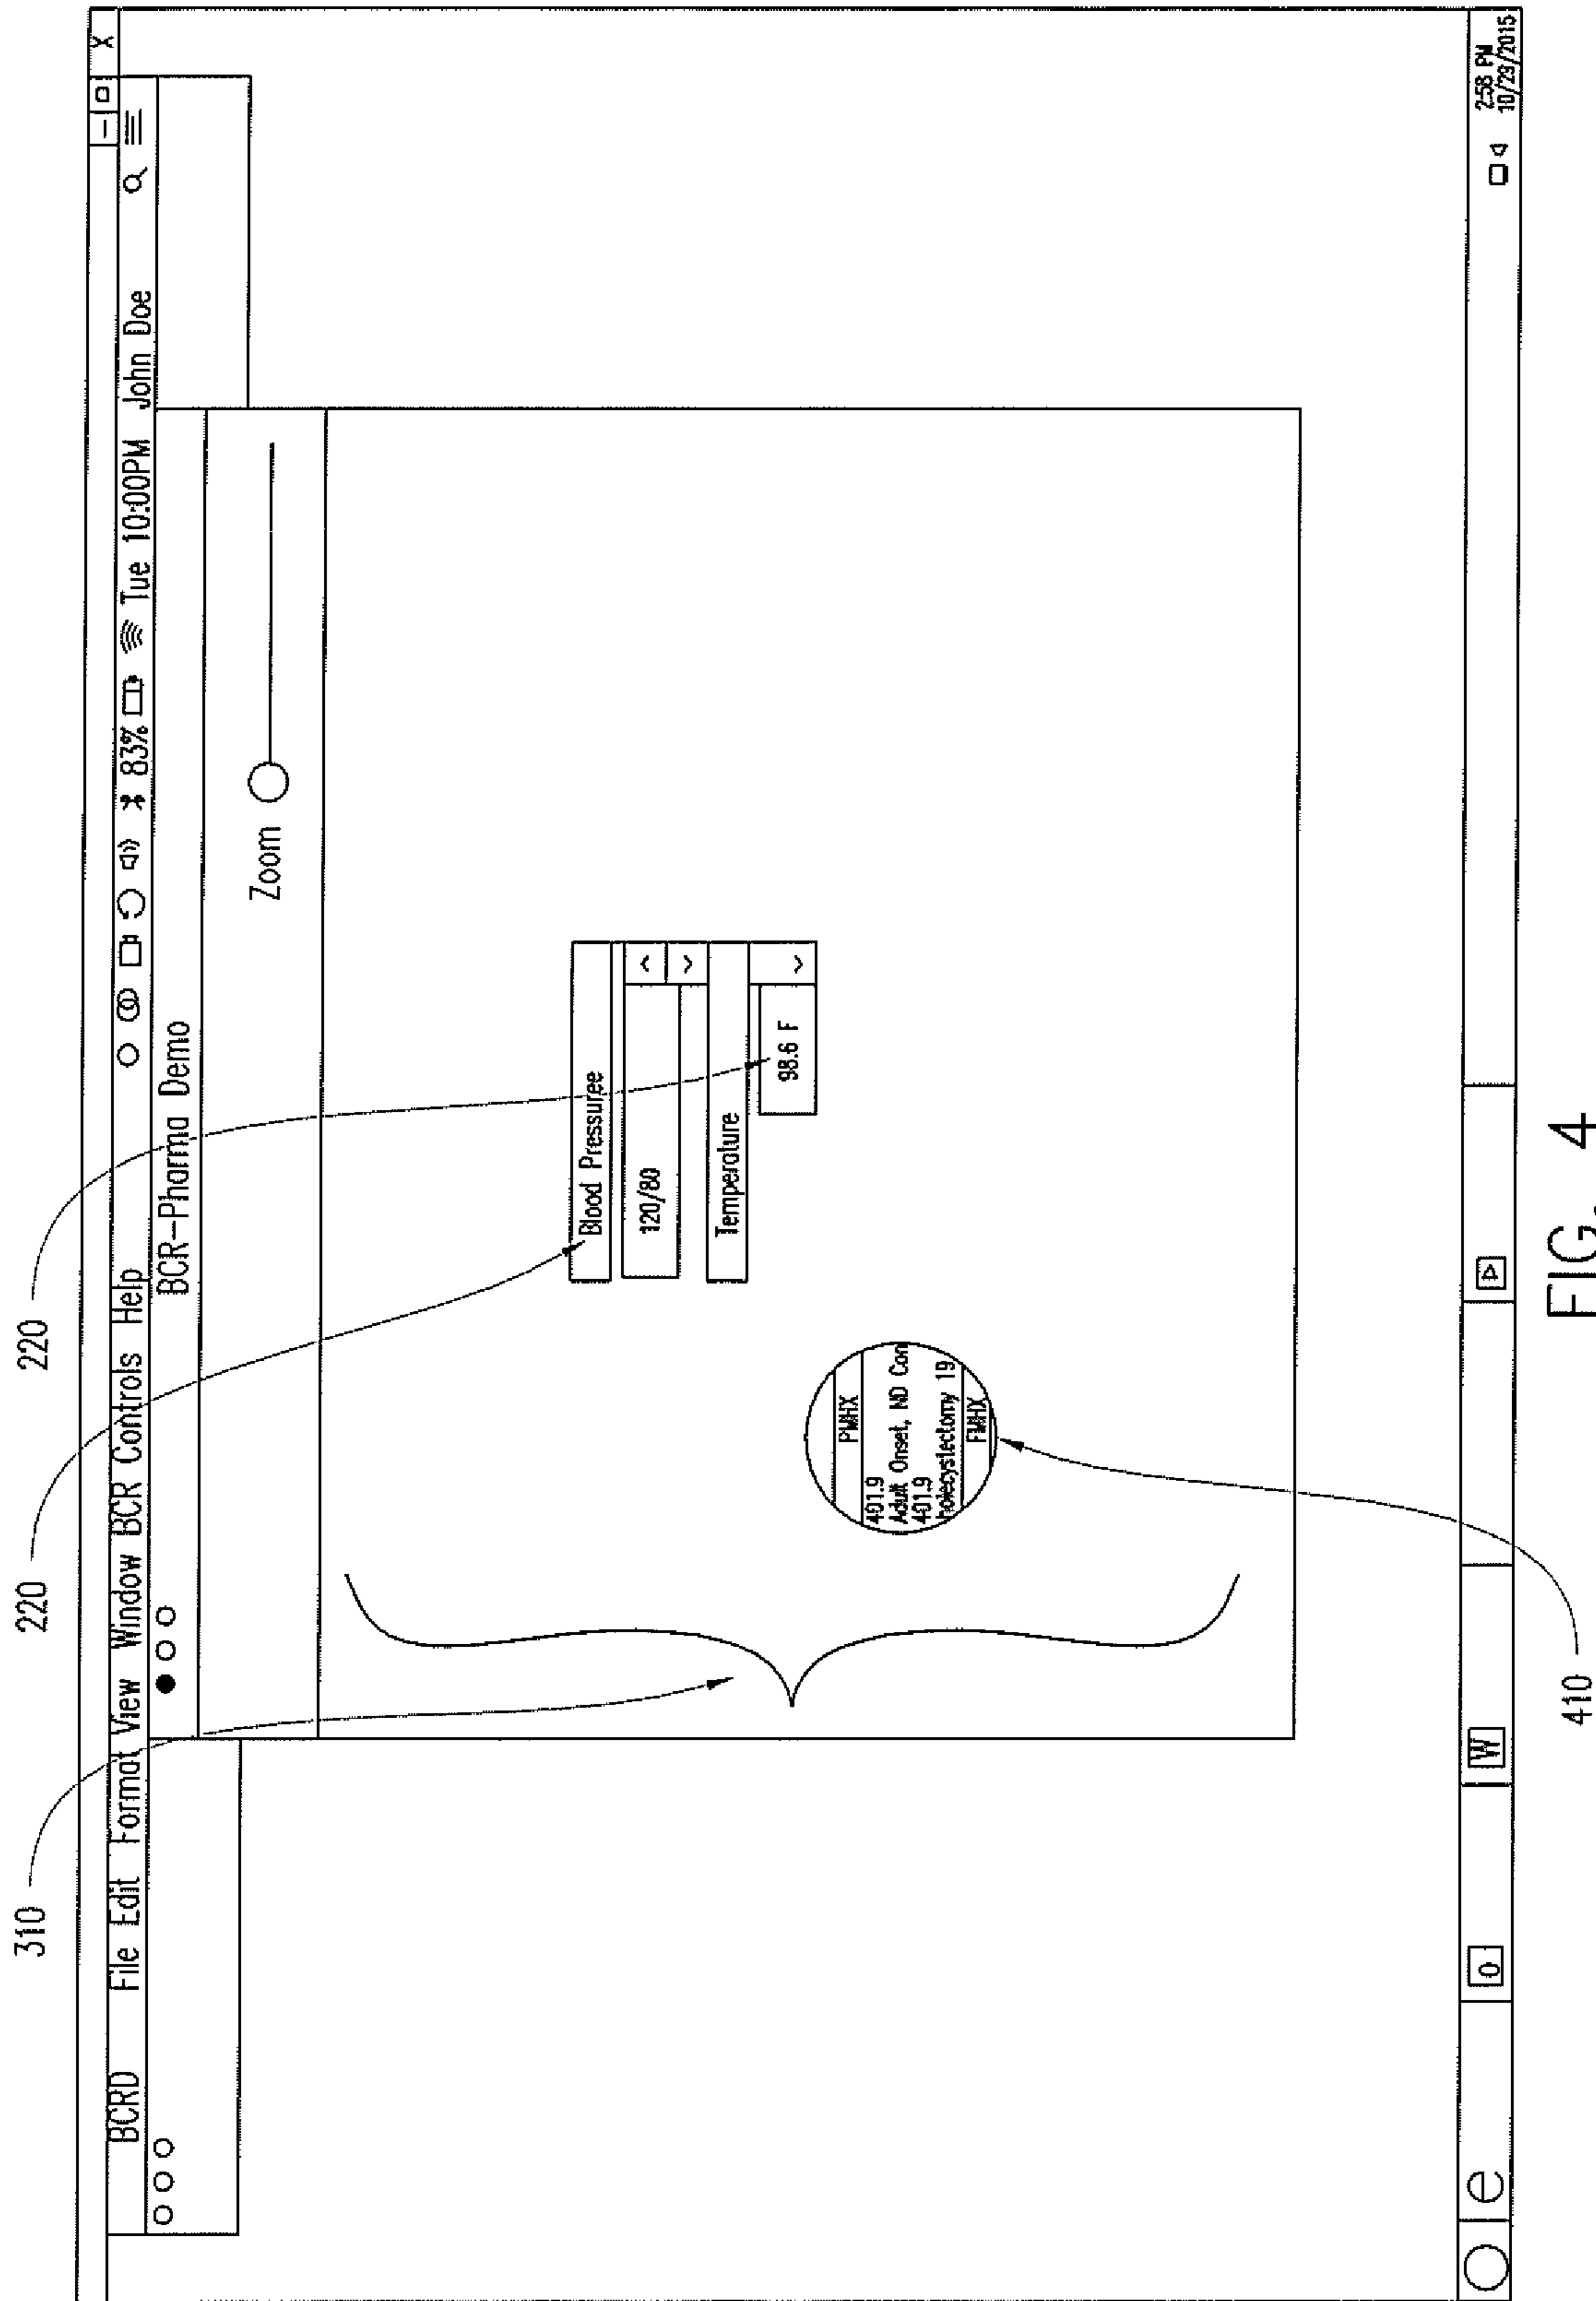 220
220
310
– □ X
BCRD File Edit Format View Window BCR Controls Help 83% Tue 10:00PM John Doe
BCR-Pharma Demo
Zoom
Blood Pressuree
120/80
Temperature
98.6 F
PMHX
401.9
Adult Onset, ND Con
401.9
holecystectomy 19
FMHX
e o W
2:58 PM
10/29/2015
410
FIG. 4